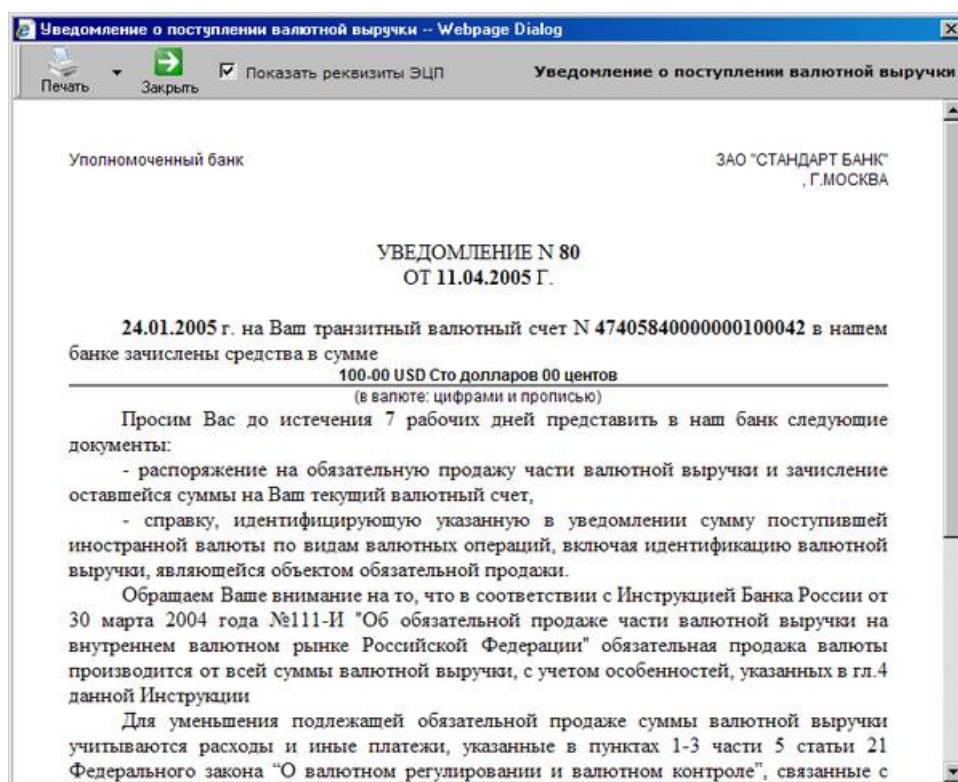 Уведомление о поступлении валютной выручки -- Webpage Dialog
Печать
Закрыть
Показать реквизиты ЭЦП
Уведомление о поступлении валютной выручки
Уполномоченный банк
ЗАО "СТАНДАРТ БАНК"
, Г.МОСКВА
УВЕДОМЛЕНИЕ N 80
ОТ 11.04.2005 Г.
24.01.2005 г. на Ваш транзитный валютный счет N 47405840000000100042 в нашем
банке зачислены средства в сумме
100-00 USD Сто долларов 00 центов
(в валюте: цифрами и прописью)
Просим Вас до истечения 7 рабочих дней представить в наш банк следующие
документы:
- распоряжение на обязательную продажу части валютной выручки и зачисление
оставшейся суммы на Ваш текущий валютный счет,
- справку, идентифицирующую указанную в уведомлении сумму поступившей
иностранной валюты по видам валютных операций, включая идентификацию валютной
выручки, являющейся объектом обязательной продажи.
Обращаем Ваше внимание на то, что в соответствии с Инструкцией Банка России от
30 марта 2004 года №111-И "Об обязательной продаже части валютной выручки на
внутреннем валютном рынке Российской Федерации" обязательная продажа валюты
производится от всей суммы валютной выручки, с учетом особенностей, указанных в гл.4
данной Инструкции
Для уменьшения подлежащей обязательной продаже суммы валютной выручки
учитываются расходы и иные платежи, указанные в пунктах 1-3 части 5 статьи 21
Федерального закона “О валютном регулировании и валютном контроле”, связанные с